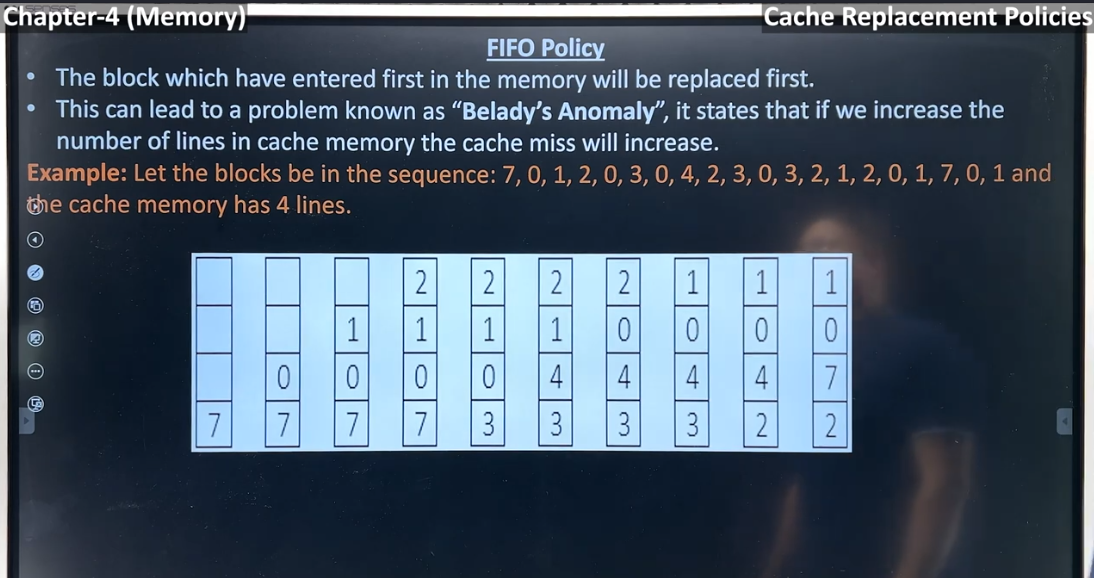 Chapter-4 (Memory)
Cache Replacement Policies
FIFO Policy
• The block which have entered first in the memory will be replaced first.
• This can lead to a problem known as “Belady’s Anomaly”, it states that if we increase the
number of lines in cache memory the cache miss will increase.
Example: Let the blocks be in the sequence: 7, 0, 1, 2, 0, 3, 0, 4, 2, 3, 0, 3, 2, 1, 2, 0, 1, 7, 0, 1 and
the cache memory has 4 lines.
2 2 2 2 1 1 1
1 1 1 1 0 0 0 0
0 0 0 0 4 4 4 4 7
7 7 7 7 3 3 3 3 2 2